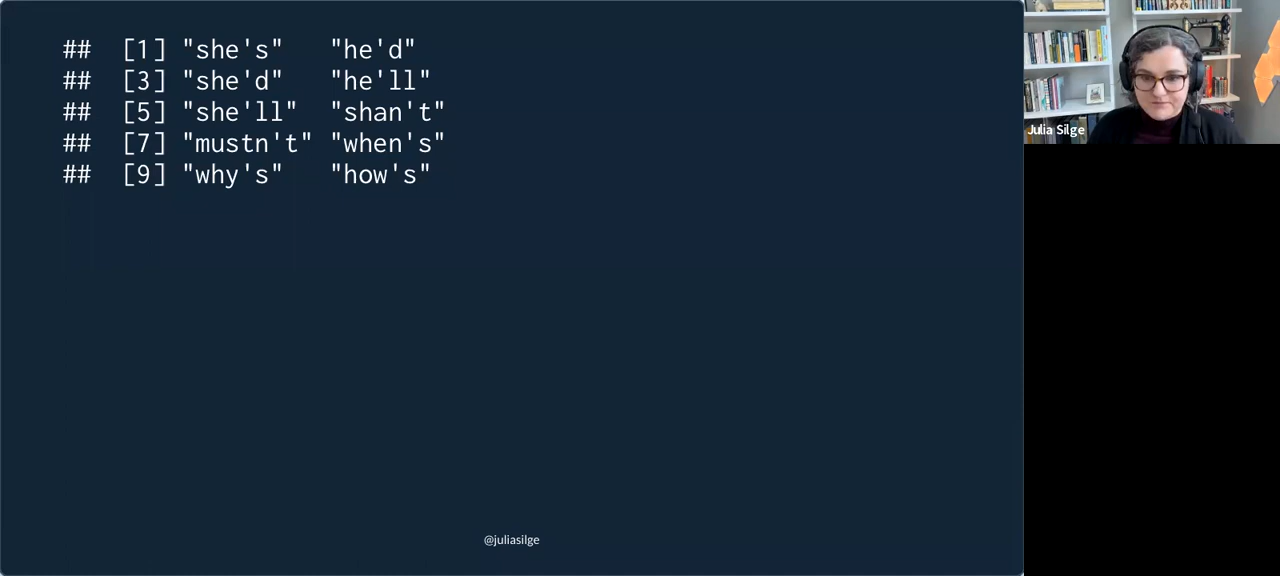 ##  [1] "she's"   "he'd"
##  [3] "she'd"   "he'll"
##  [5] "she'll"  "shan't"
##  [7] "mustn't" "when's"
##  [9] "why's"   "how's"
Julia Silge
@juliasilge